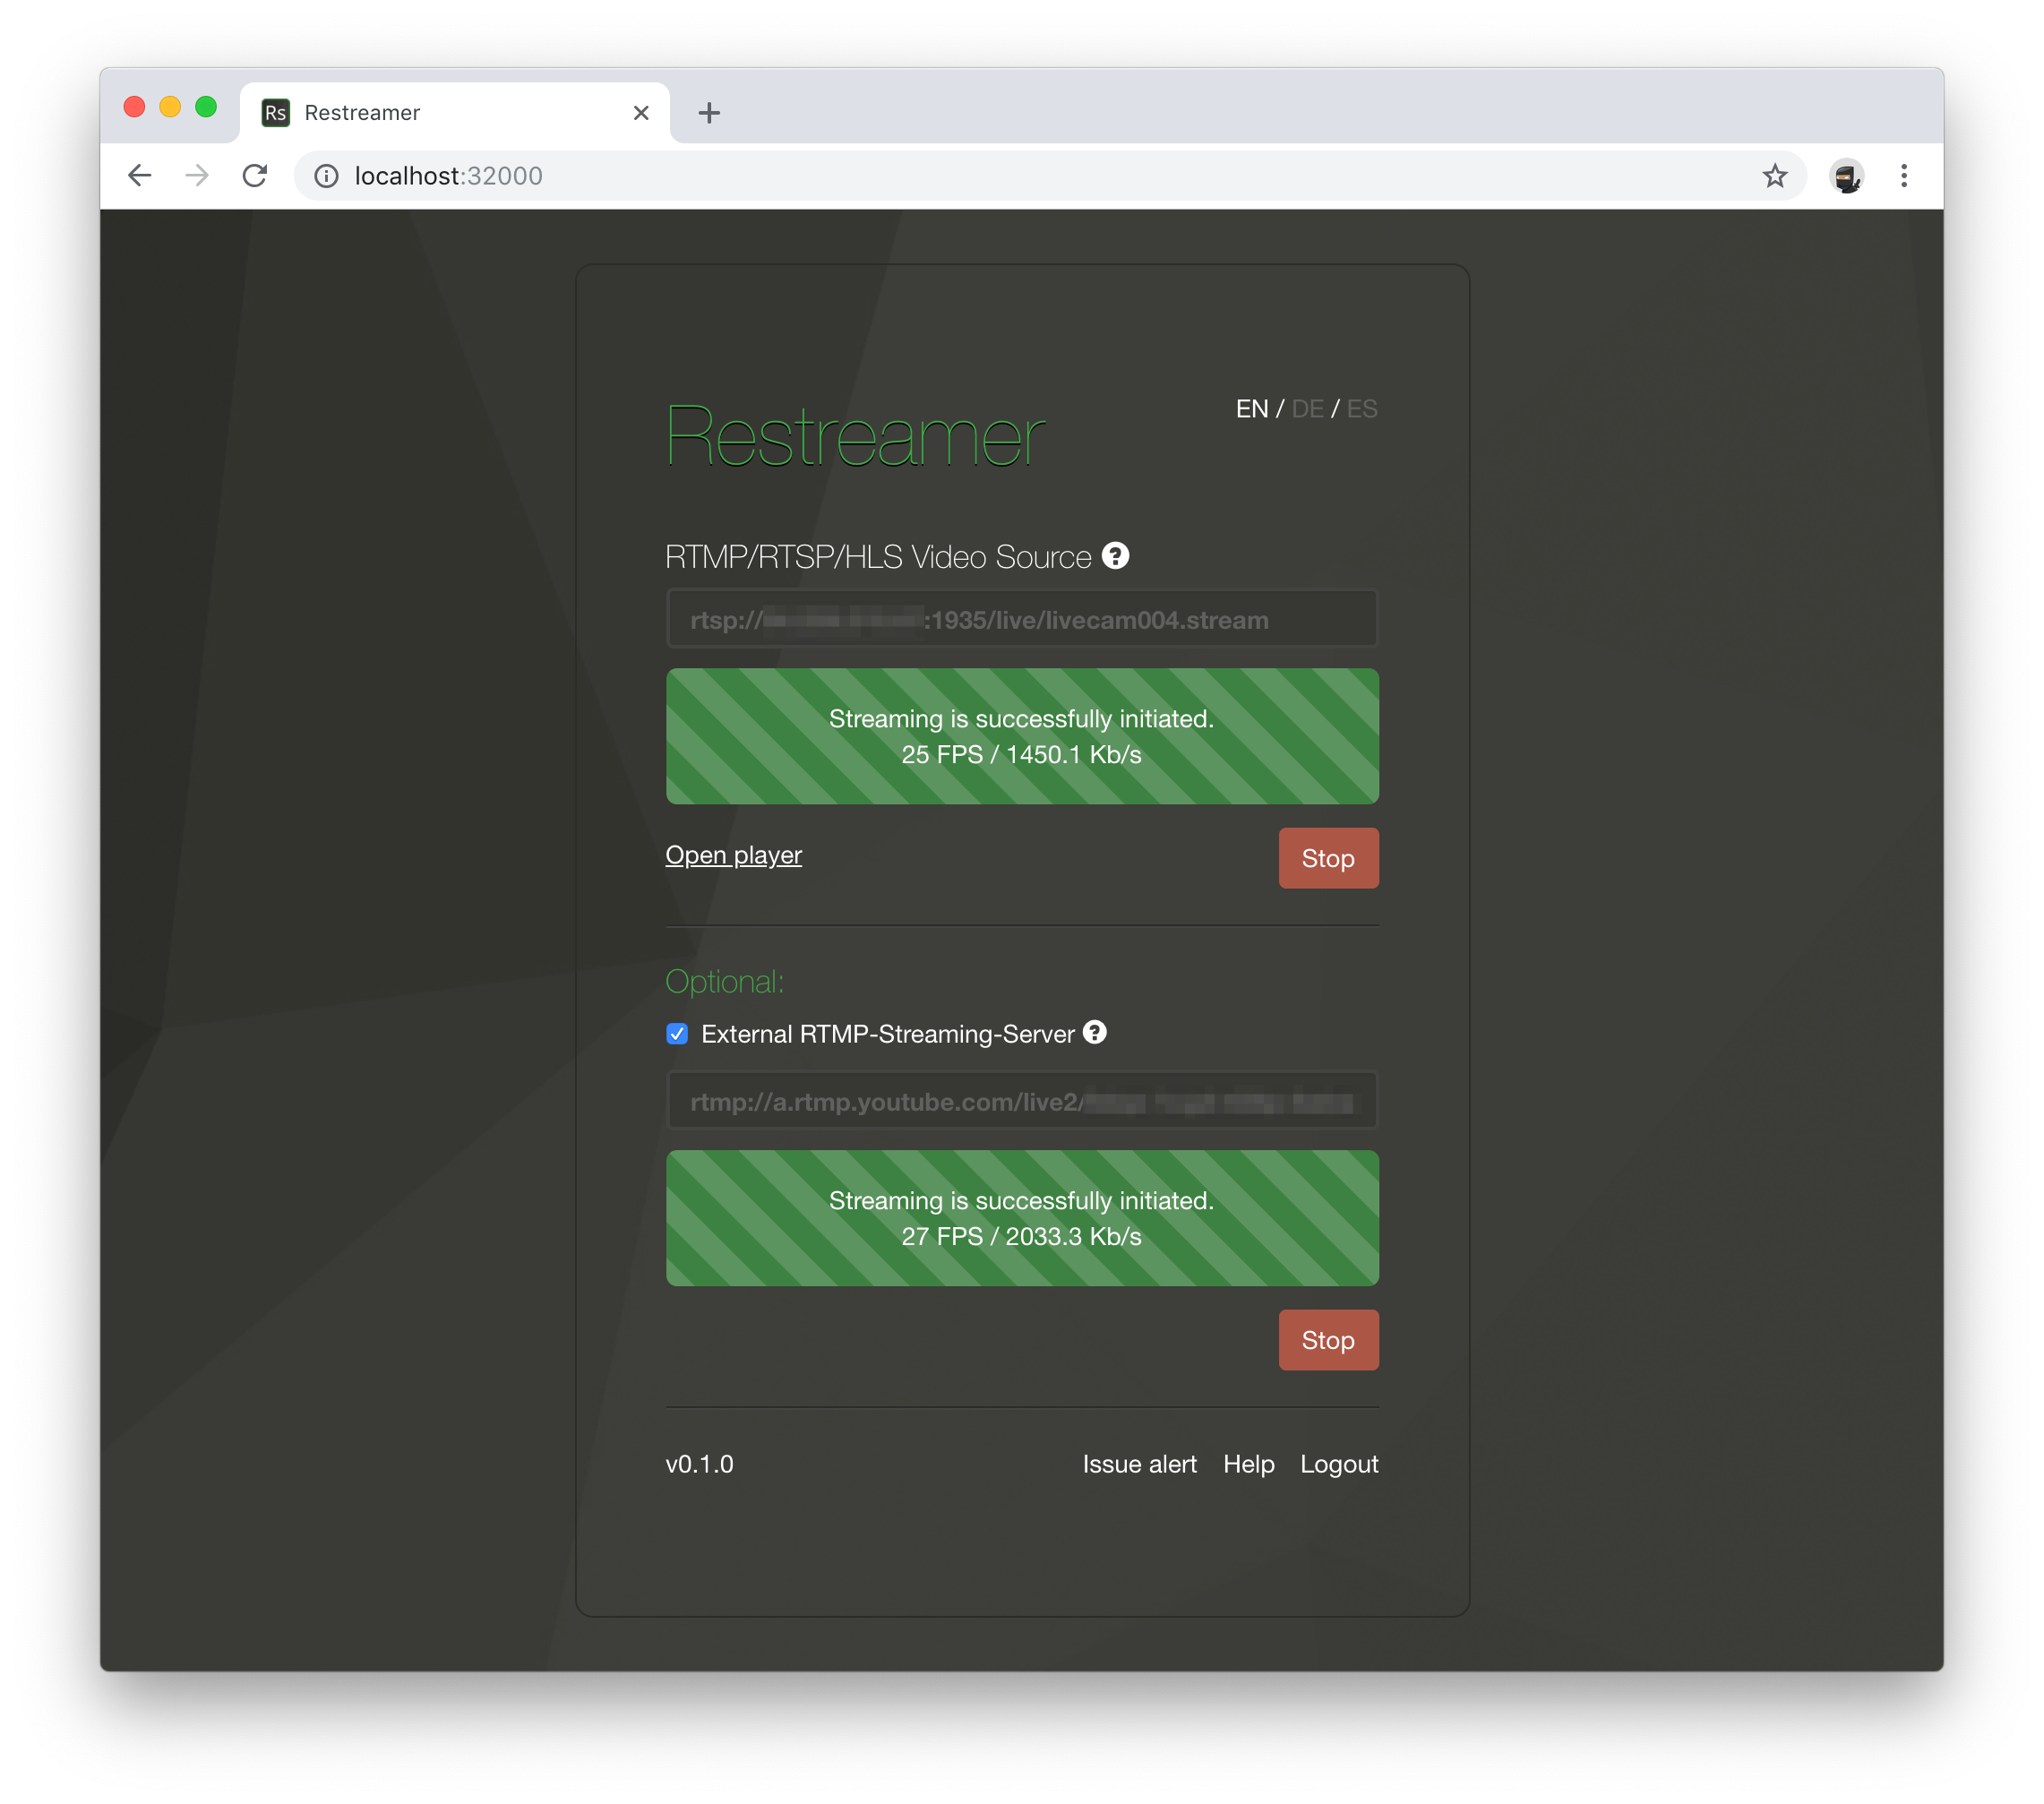 Rs Restreamer
localhost:32000
Restreamer
EN / DE / ES
RTMP/RTSP/HLS Video Source ?
rtsp:// :1935/live/livecam004.stream
Streaming is successfully initiated.
25 FPS / 1450.1 Kb/s
Open player
Stop
Optional:
External RTMP-Streaming-Server ?
rtmp://a.rtmp.youtube.com/live2/
Streaming is successfully initiated.
27 FPS / 2033.3 Kb/s
Stop
v0.1.0
Issue alert Help Logout